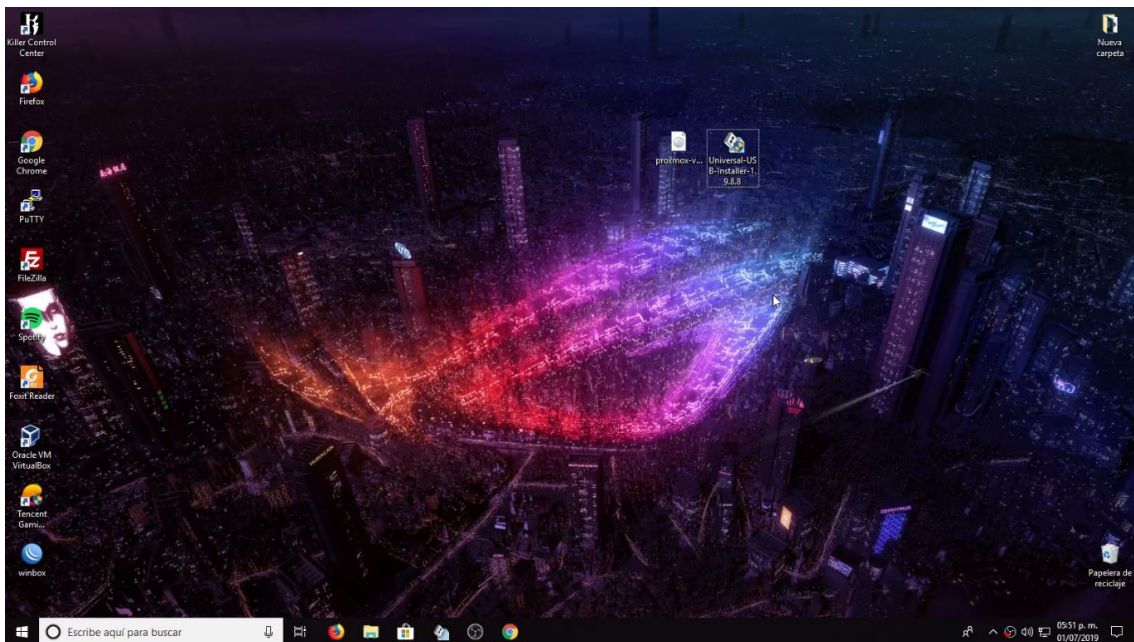 Killer Control
Center
Firefox
Google
Chrome
PuTTY
FileZilla
Spotify
Foxit Reader
Oracle VM
VirtualBox
Tencent
Gami...
winbox
proxmox-v...
Universal-US
B-Installer-1.
9.8.8
Nueva
carpeta
Papelera de
reciclaje
Escribe aquí para buscar
05:51 p. m.
01/07/2019